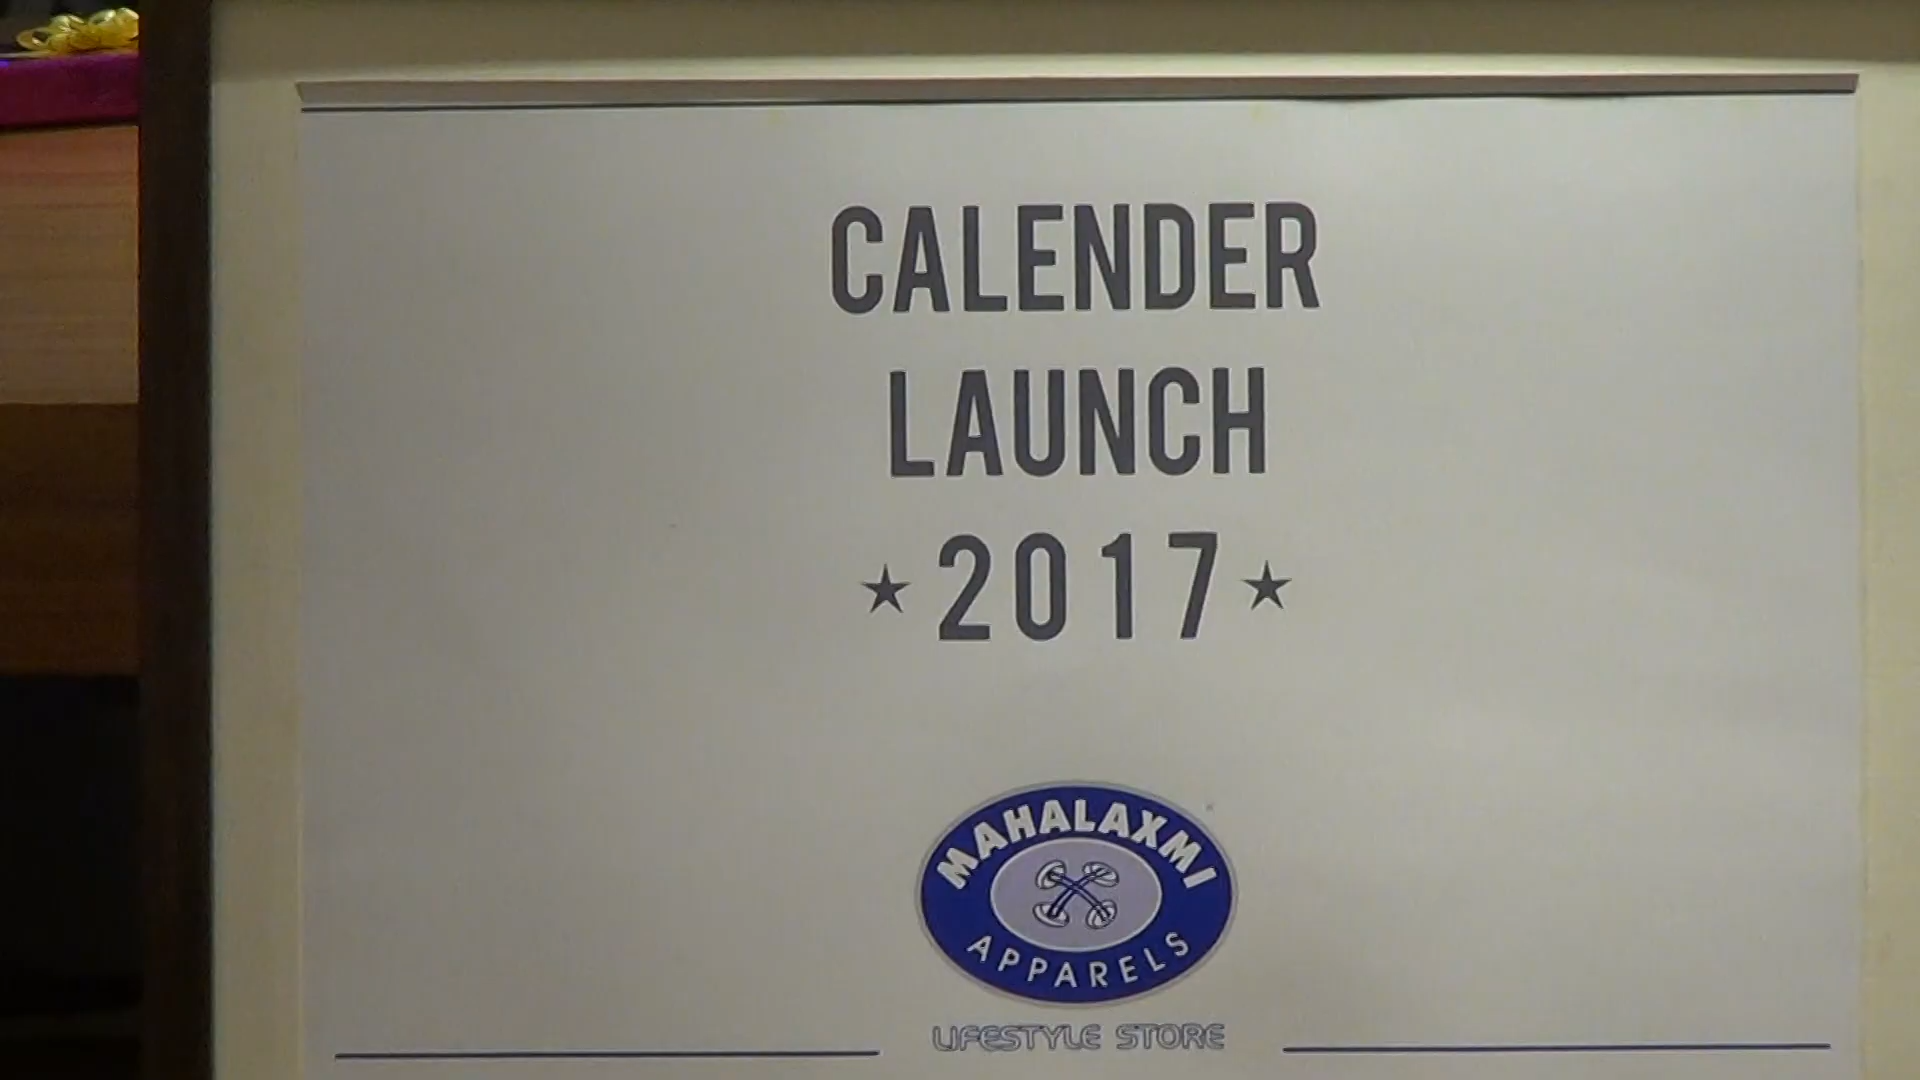 CALENDER
LAUNCH
★ 2017 ★
MAHALAXMI
APPARELS
LIFESTYLE STORE